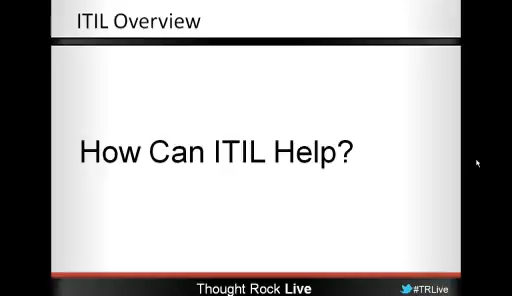 ITIL Overview
How Can ITIL Help?
Thought Rock Live
#TRLive